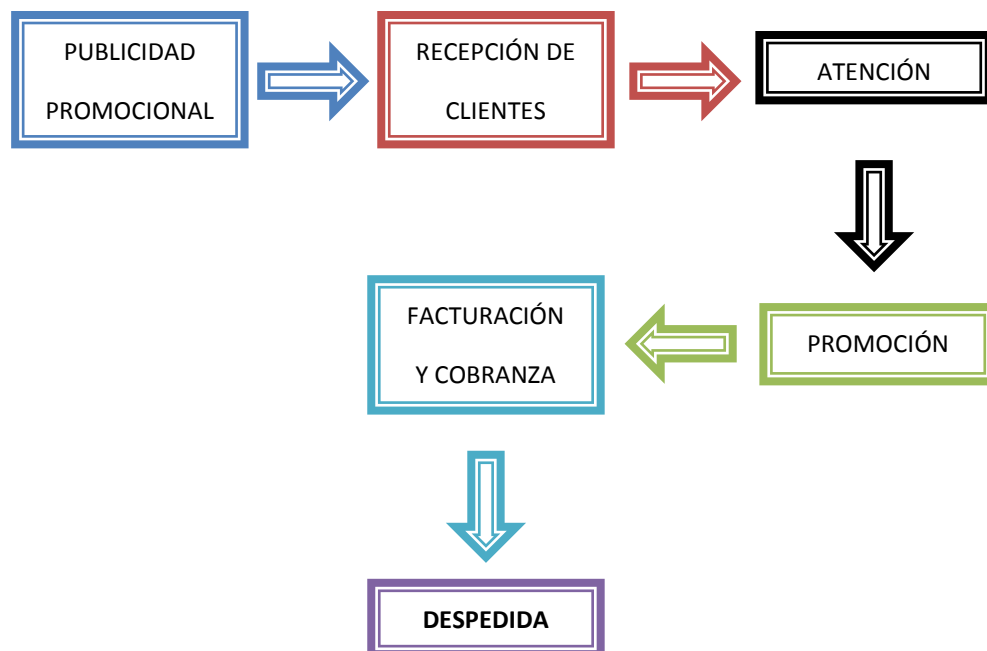 PUBLICIDAD
PROMOCIONAL
RECEPCIÓN DE
CLIENTES
ATENCIÓN
PROMOCIÓN
FACTURACIÓN
Y COBRANZA
DESPEDIDA